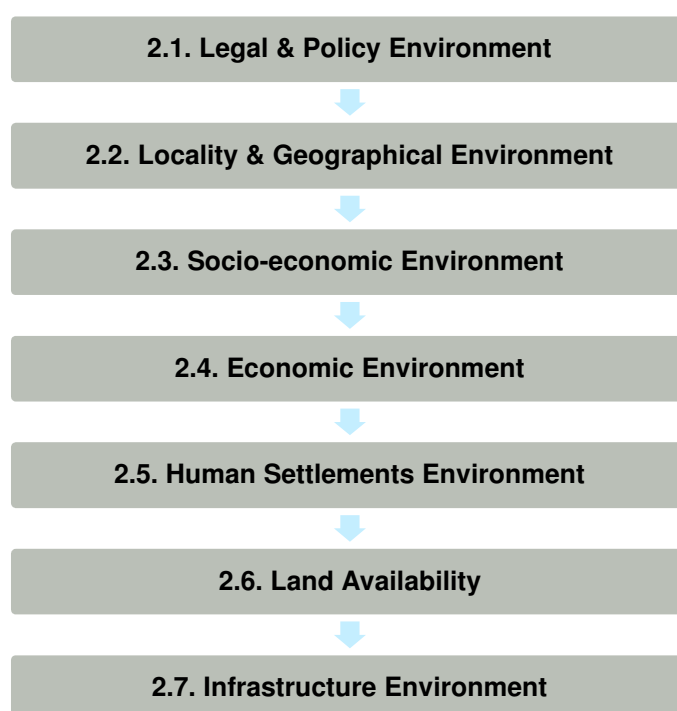 2.1. Legal & Policy Environment
2.2. Locality & Geographical Environment
2.3. Socio-economic Environment
2.4. Economic Environment
2.5. Human Settlements Environment
2.6. Land Availability
2.7. Infrastructure Environment